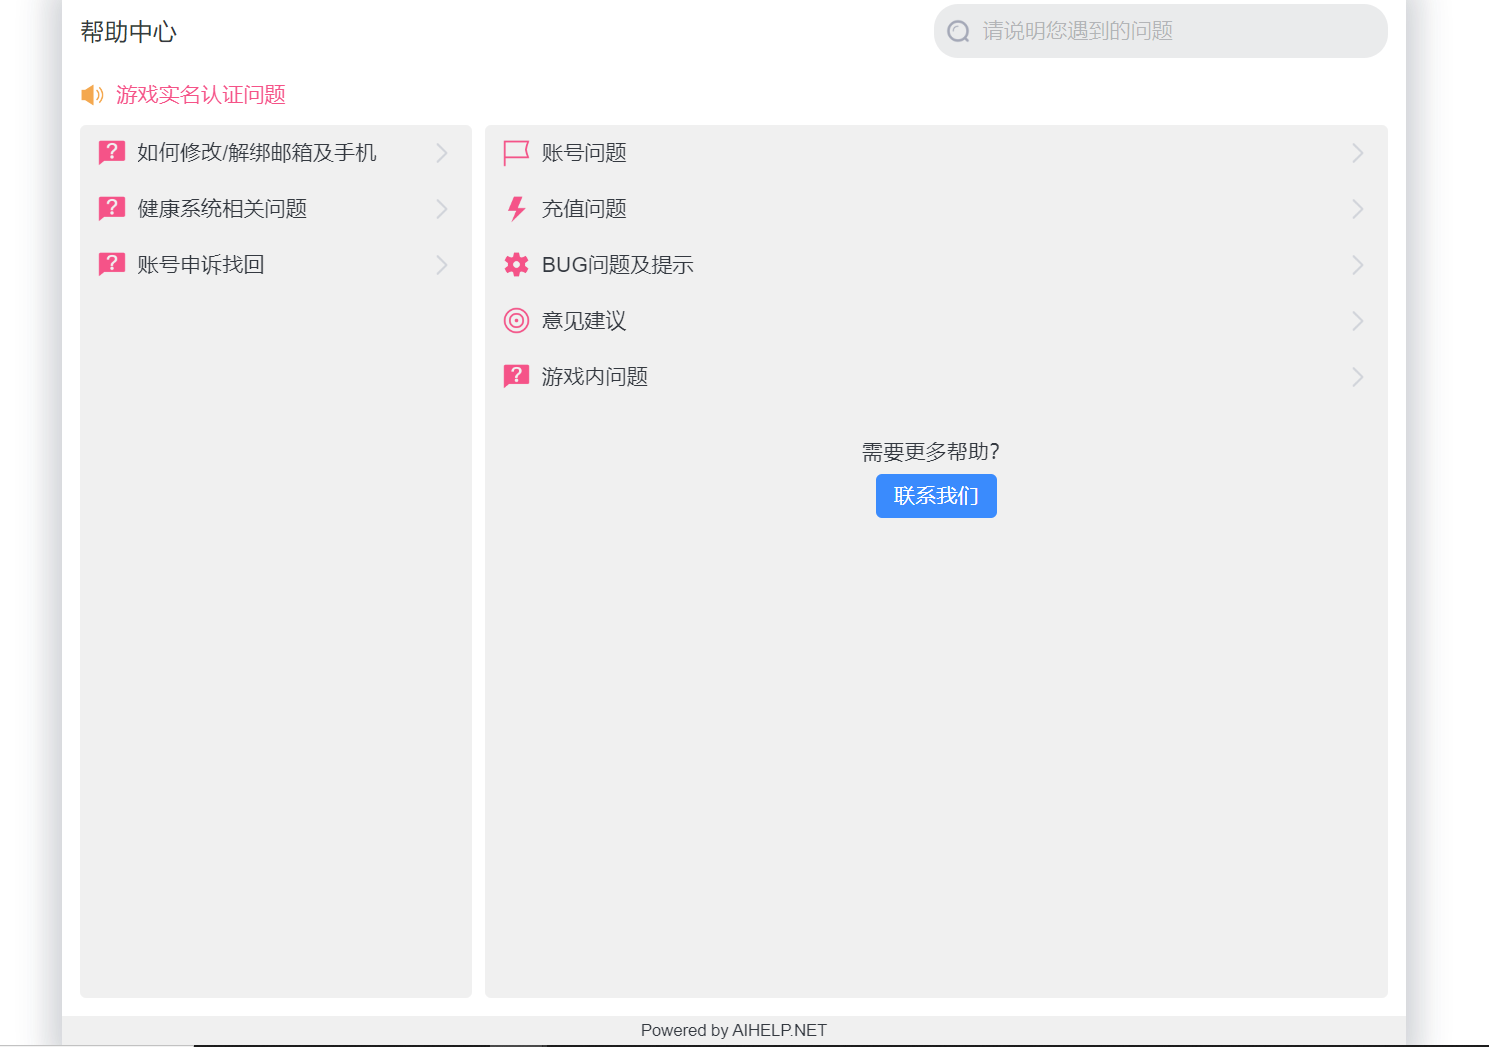 帮助中心
请说明您遇到的问题
游戏实名认证问题
如何修改/解绑邮箱及手机
健康系统相关问题
账号申诉找回
账号问题
充值问题
BUG问题及提示
意见建议
游戏内问题
需要更多帮助?
联系我们
Powered by AIHELP.NET